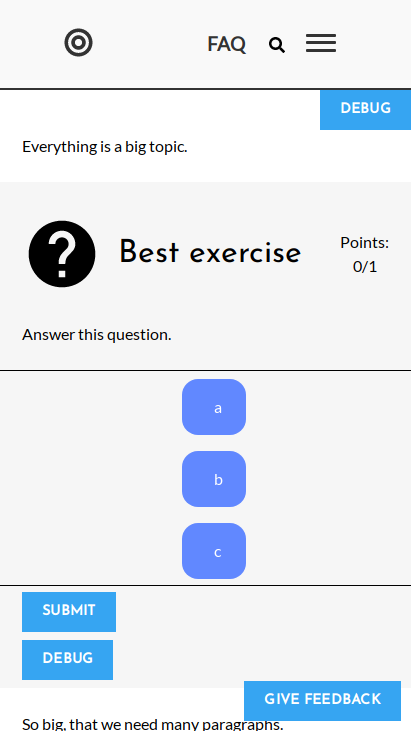 FAQ
DEBUG
Everything is a big topic.
Best exercise
Points:
0/1
Answer this question.
a
b
c
SUBMIT
DEBUG
GIVE FEEDBACK
So big, that we need many paragraphs.